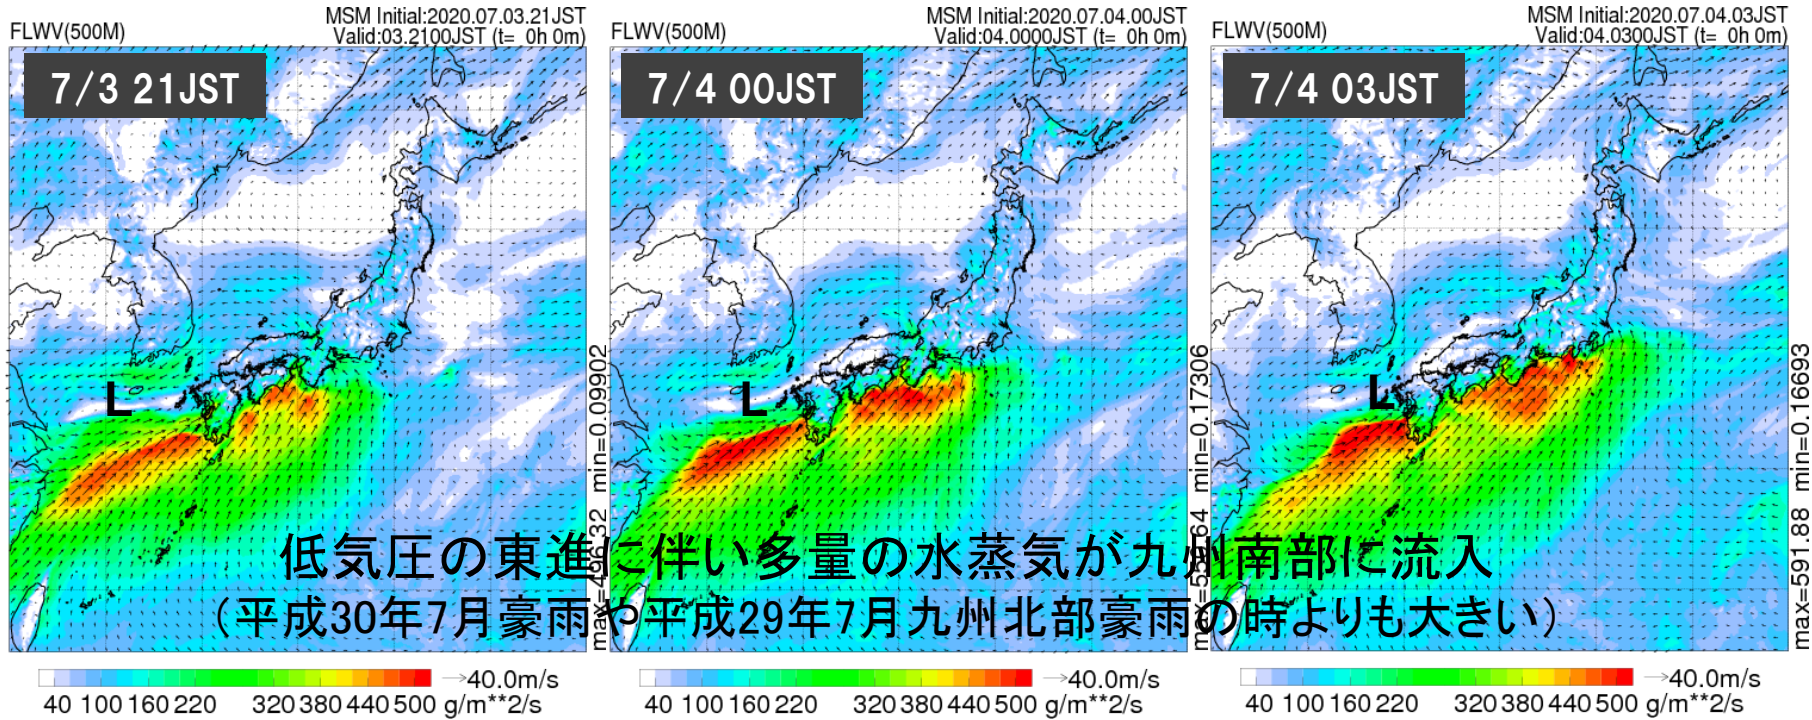 FLWV(500M)
MSM Initial:2020.07.03.21JST
Valid:03.2100JST (t= 0h 0m)
7/3 21JST
L
max=496.32 min=0.09902
40 100 160 220 320 380 440 500 g/m**2/s
→40.0m/s
FLWV(500M)
MSM Initial:2020.07.04.00JST
Valid:04.0000JST (t= 0h 0m)
7/4 00JST
L
min=0.17306
40 100 160 220 320 380 440 500 g/m**2/s
→40.0m/s
FLWV(500M)
MSM Initial:2020.07.04.03JST
Valid:04.0300JST (t= 0h 0m)
7/4 03JST
L
max=591.88 min=0.16693
40 100 160 220 320 380 440 500 g/m**2/s
→40.0m/s
低気圧の東進に伴い多量の水蒸気が九州南部に流入
（平成30年7月豪雨や平成29年7月九州北部豪雨の時よりも大きい）